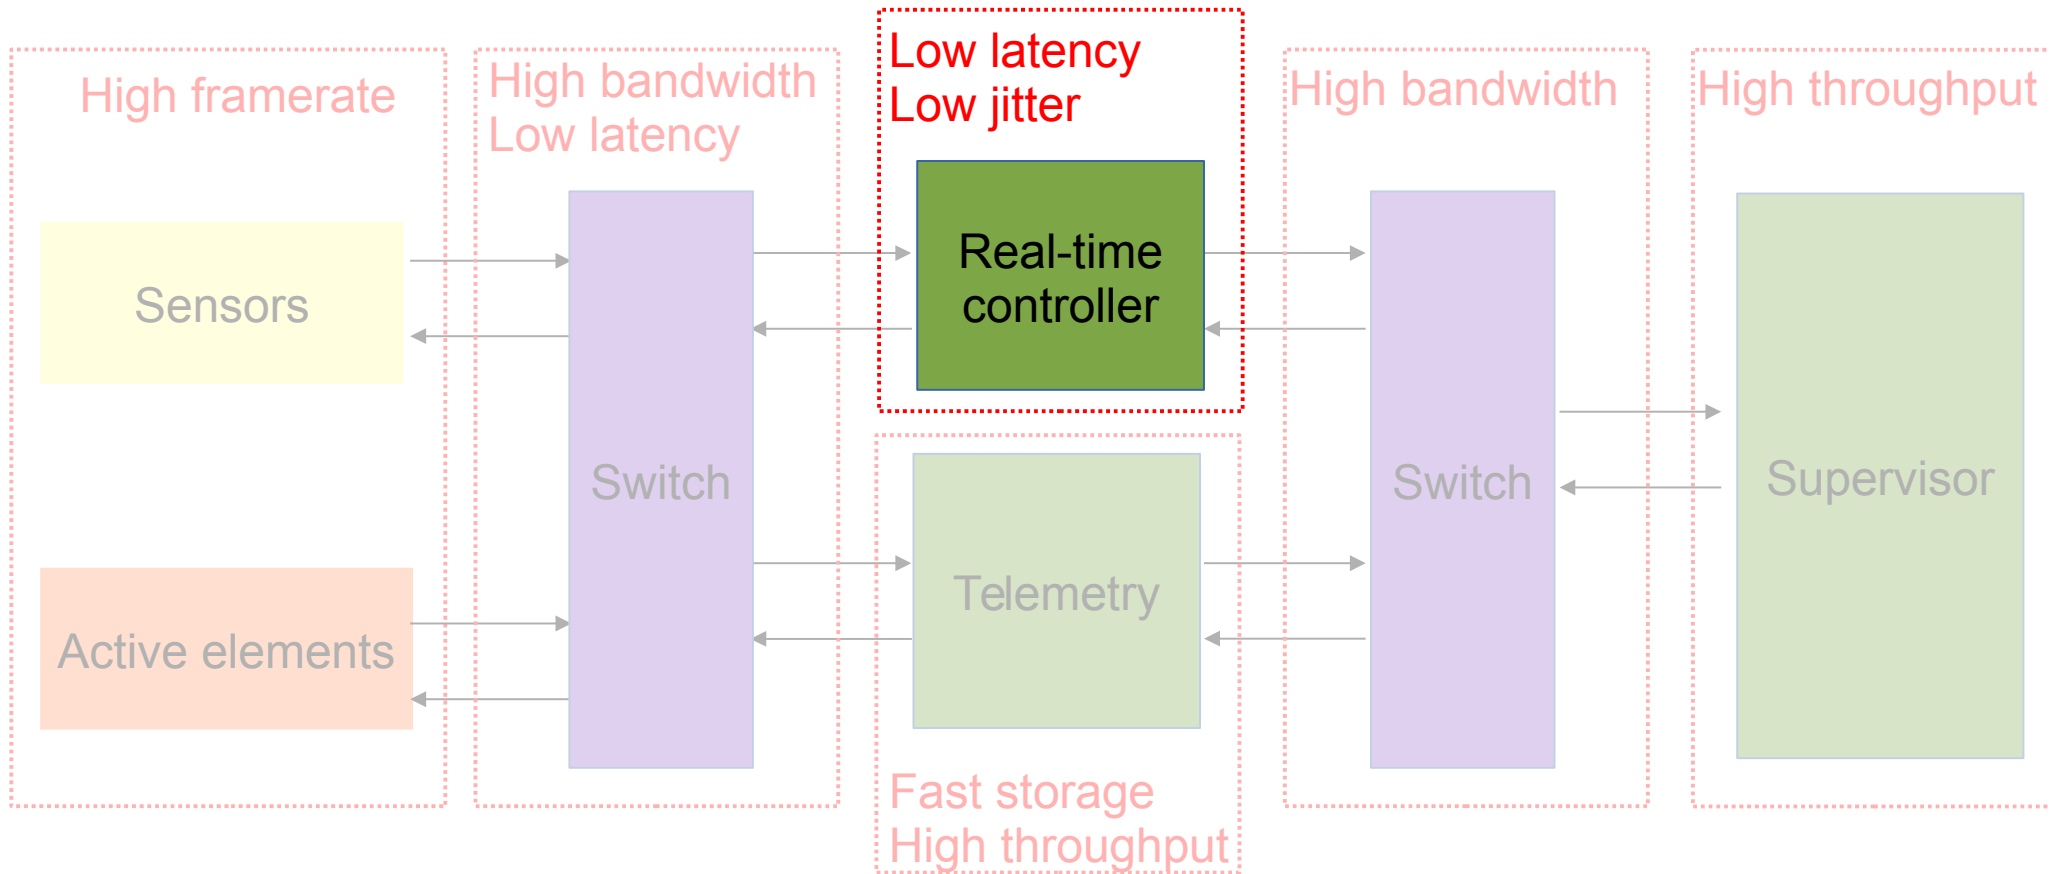 High framerate
High bandwidth
Low latency
Low latency
Low jitter
High bandwidth
High throughput
Sensors
Active elements
Switch
Real-time
controller
Telemetry
Fast storage
High throughput
Switch
Supervisor